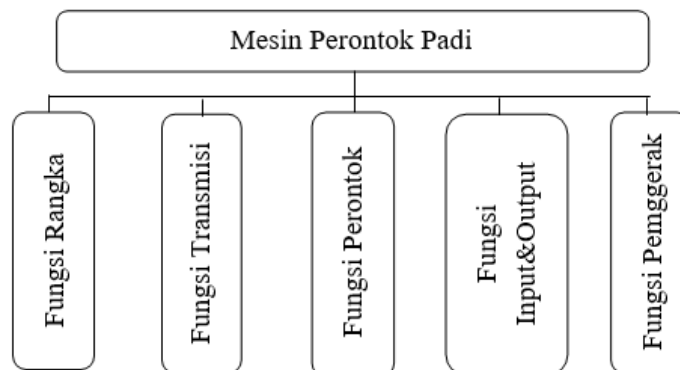 Mesin Perontok Padi
Fungsi Rangka
Fungsi Transmisi
Fungsi Perontok
Fungsi
Input&Output
Fungsi Pemggerak